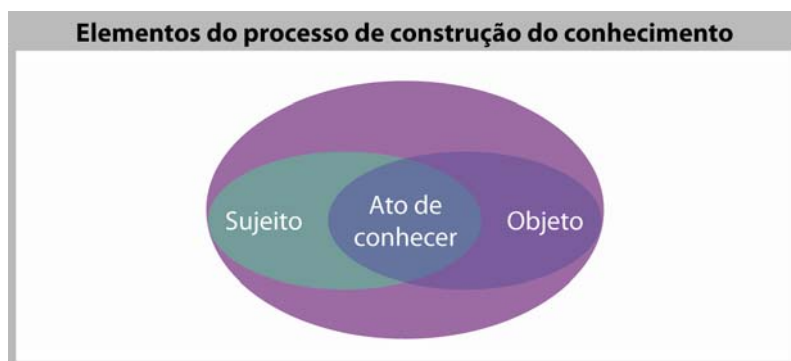 Elementos do processo de construção do conhecimento
Sujeito
Ato de
conhecer
Objeto